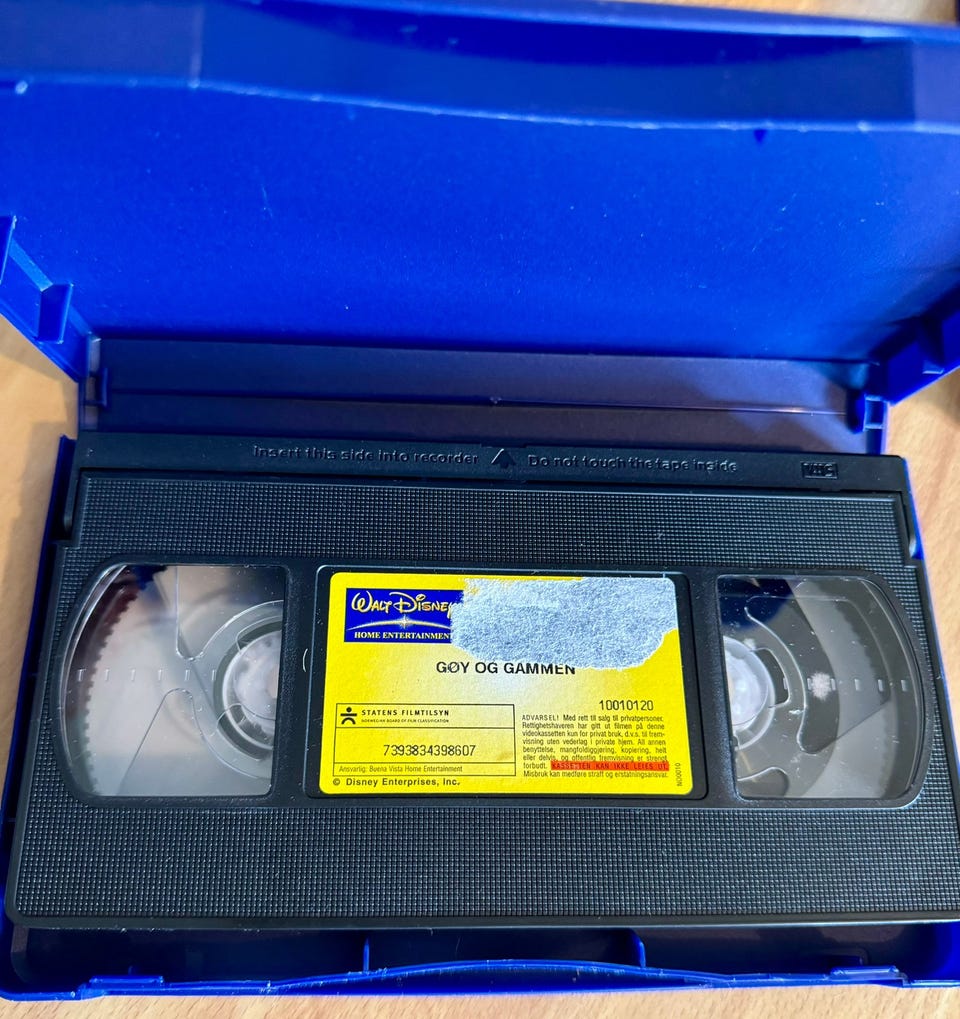 Insert this side into recorder Do not touch the tape inside VHS
WALT DISNEY
HOME ENTERTAINMENT
GØY OG GAMMEN
STATENS FILMTILSYN
NORWEGIAN BOARD OF FILM CLASSIFICATION
7393834398607
Ansvarlig: Buena Vista Home Entertainment
© Disney Enterprises, Inc.
10010120
ADVARSEL! Med rett til salg til privatpersoner.
Rettighetshaveren har gitt ut filmen på denne
videokassetten kun for privat bruk, d.v.s. til frem-
visning uten vederlag i private hjem. All annen
benyttelse, mangfoldiggjøring, kopiering, helt
eller delvis, og offentlig fremvisning er strengt
forbudt. KASSETTEN KAN IKKE LEIES UT.
Misbruk kan medføre straff og erstatningsansvar.
NO0010